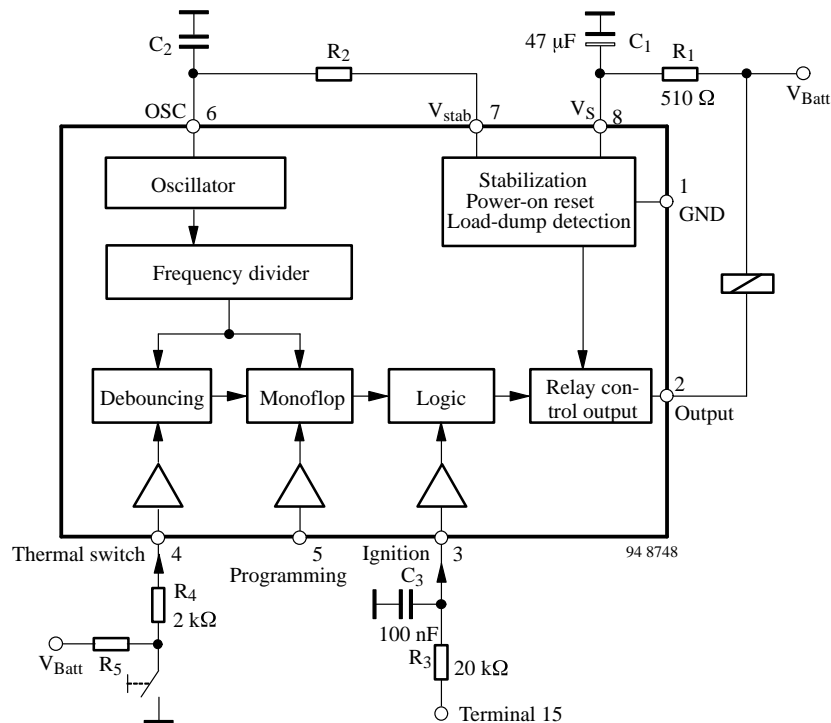 C2
R2
47 µF
C1
R1
510 Ω
VBatt
OSC
6
Vstab
7
VS
8
Oscillator
Stabilization
Power-on reset
Load-dump detection
1
GND
Frequency divider
Debouncing
Monoflop
Logic
Relay con-
trol output
2
Output
Thermal switch
4
5
Programming
Ignition
3
94 8748
R4
2 kΩ
C3
100 nF
VBatt
R5
R3
20 kΩ
Terminal 15